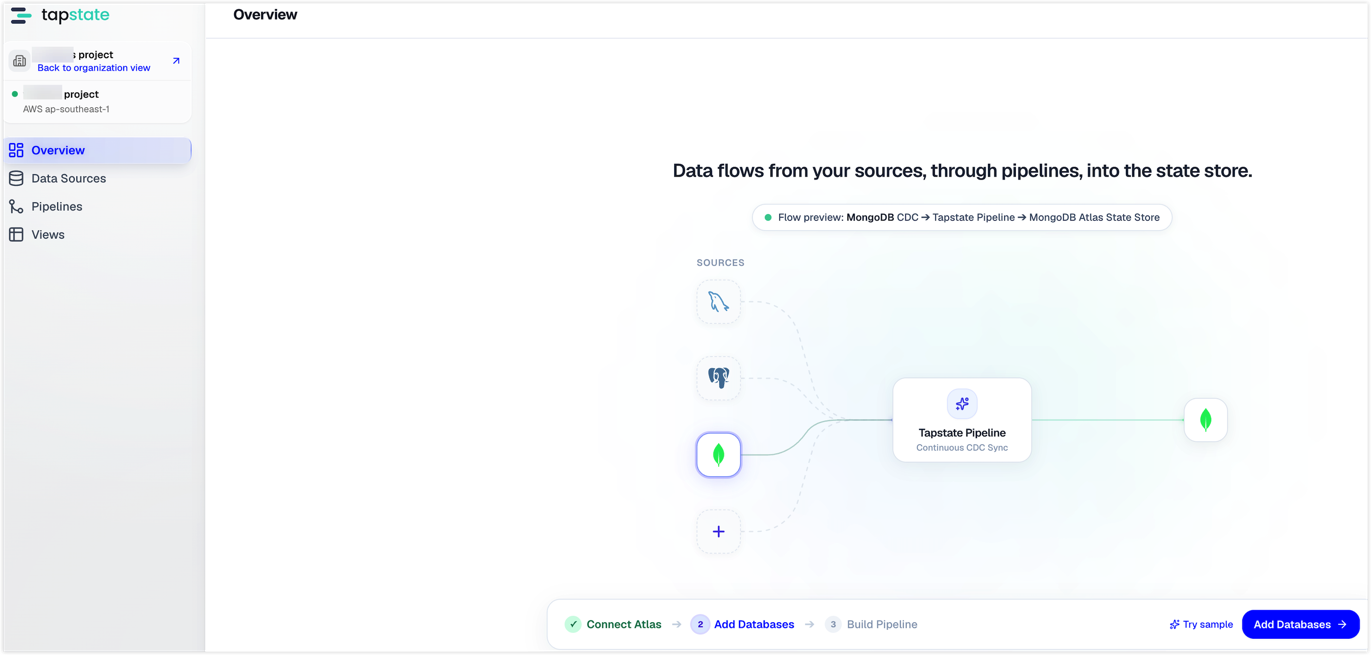 tapstate
Overview
project
Back to organization view
project
AWS ap-southeast-1
Overview
Data Sources
Pipelines
Views
Data flows from your sources, through pipelines, into the state store.
Flow preview: MongoDB CDC → Tapstate Pipeline → MongoDB Atlas State Store
SOURCES
Tapstate Pipeline
Continuous CDC Sync
✓ Connect Atlas → 2 Add Databases → 3 Build Pipeline
Try sample
Add Databases →